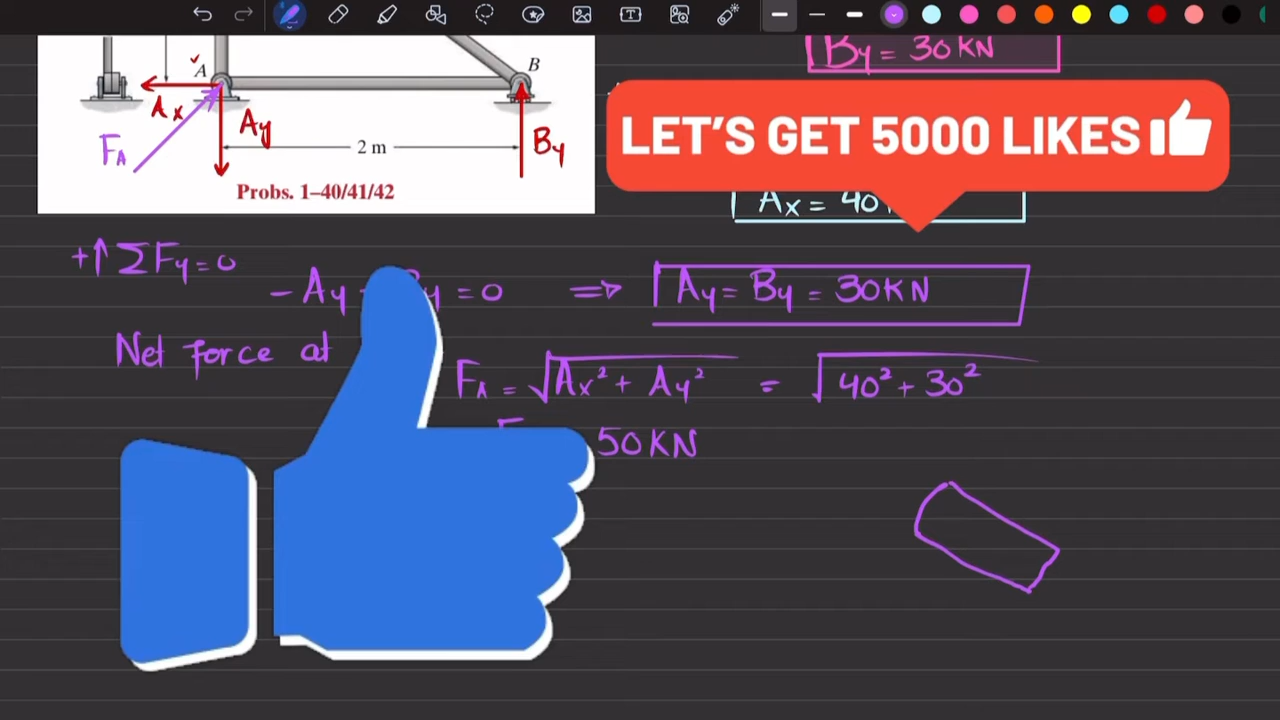 By = 30 KN
A
B
Ax
Ay
FA
By
2 m
LET'S GET 5000 LIKES
Probs. 1–40/41/42
Ax = 40
+↑ ΣFy = 0
- Ay y = 0 ⇒ Ay = By = 30 KN
Net force at
FA = √Ax² + Ay² = √40² + 30²
50 KN